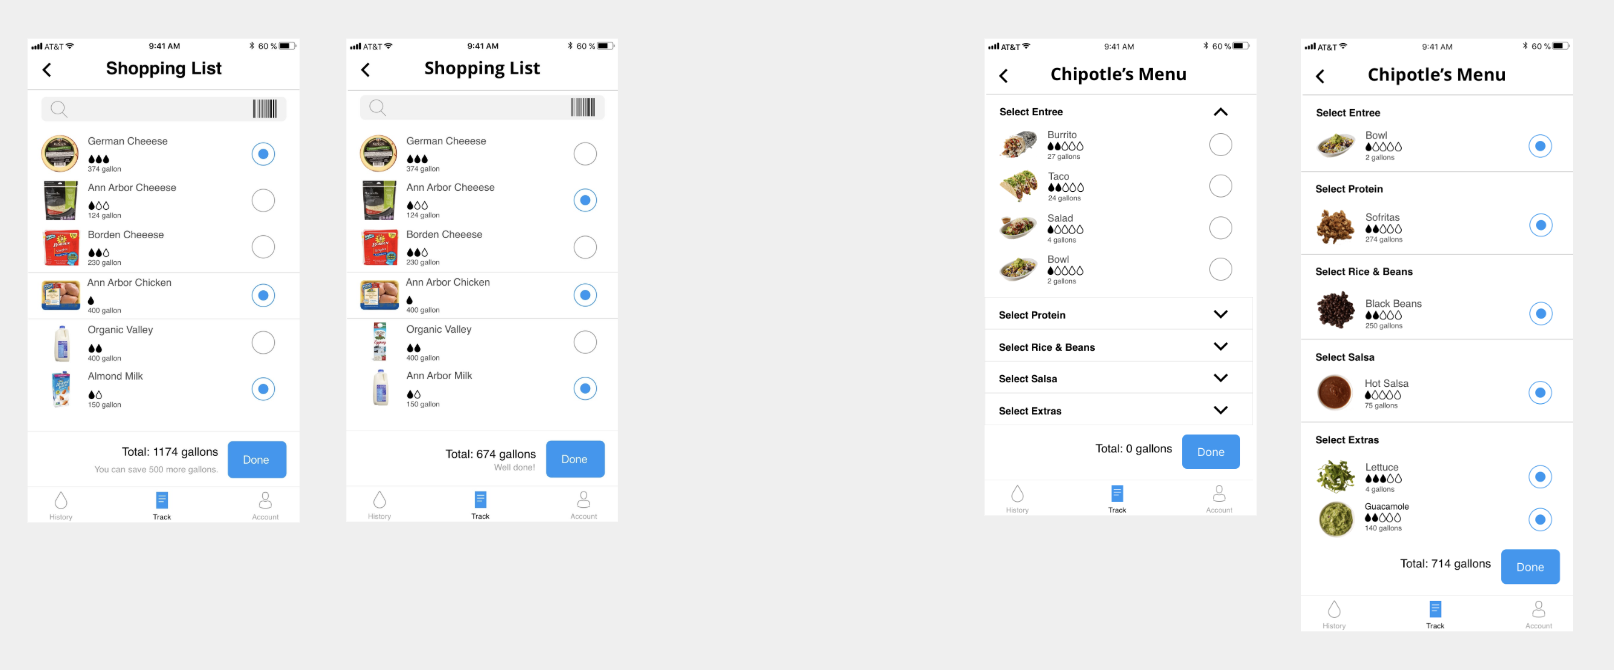 AT&T 9:41 AM 60 %
Shopping List
German Cheeese
374 gallon
Ann Arbor Cheeese
124 gallon
Borden Cheeese
230 gallon
Ann Arbor Chicken
400 gallon
Organic Valley
400 gallon
Almond Milk
150 gallon
Total: 1174 gallons
You can save 500 more gallons.
Done
History Track Account
AT&T 9:41 AM 60 %
Shopping List
German Cheeese
374 gallon
Ann Arbor Cheeese
124 gallon
Borden Cheeese
230 gallon
Ann Arbor Chicken
400 gallon
Organic Valley
400 gallon
Ann Arbor Milk
150 gallon
Total: 674 gallons
Well done!
Done
History Track Account
AT&T 9:41 AM 60 %
Chipotle's Menu
Select Entree
Burrito
27 gallons
Taco
24 gallons
Salad
4 gallons
Bowl
2 gallons
Select Protein
Select Rice & Beans
Select Salsa
Select Extras
Total: 0 gallons
Done
History Track Account
AT&T 9:41 AM 60 %
Chipotle's Menu
Select Entree
Bowl
2 gallons
Select Protein
Sofritas
274 gallons
Select Rice & Beans
Black Beans
250 gallons
Select Salsa
Hot Salsa
75 gallons
Select Extras
Lettuce
4 gallons
Guacamole
140 gallons
Total: 714 gallons
Done
History Track Account